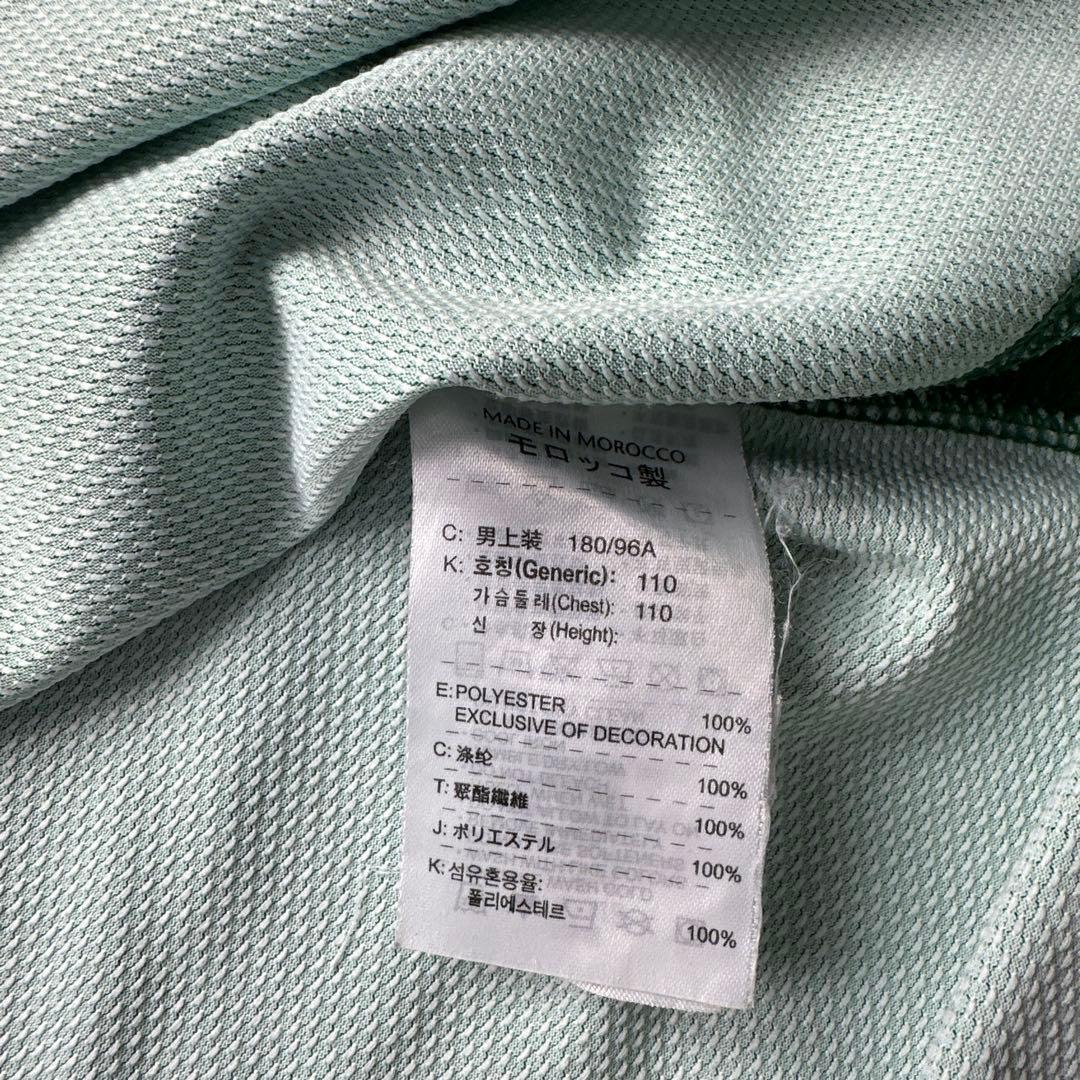 MADE IN MOROCCO
モロッコ製
C: 男上装 180/96A
K: 호칭(Generic): 110
가슴둘레(Chest): 110
신 장(Height):
E: POLYESTER 100%
EXCLUSIVE OF DECORATION
C: 涤纶 100%
T: 聚酯纖維 100%
J: ポリエステル 100%
K: 섬유혼용율:
폴리에스테르 100%